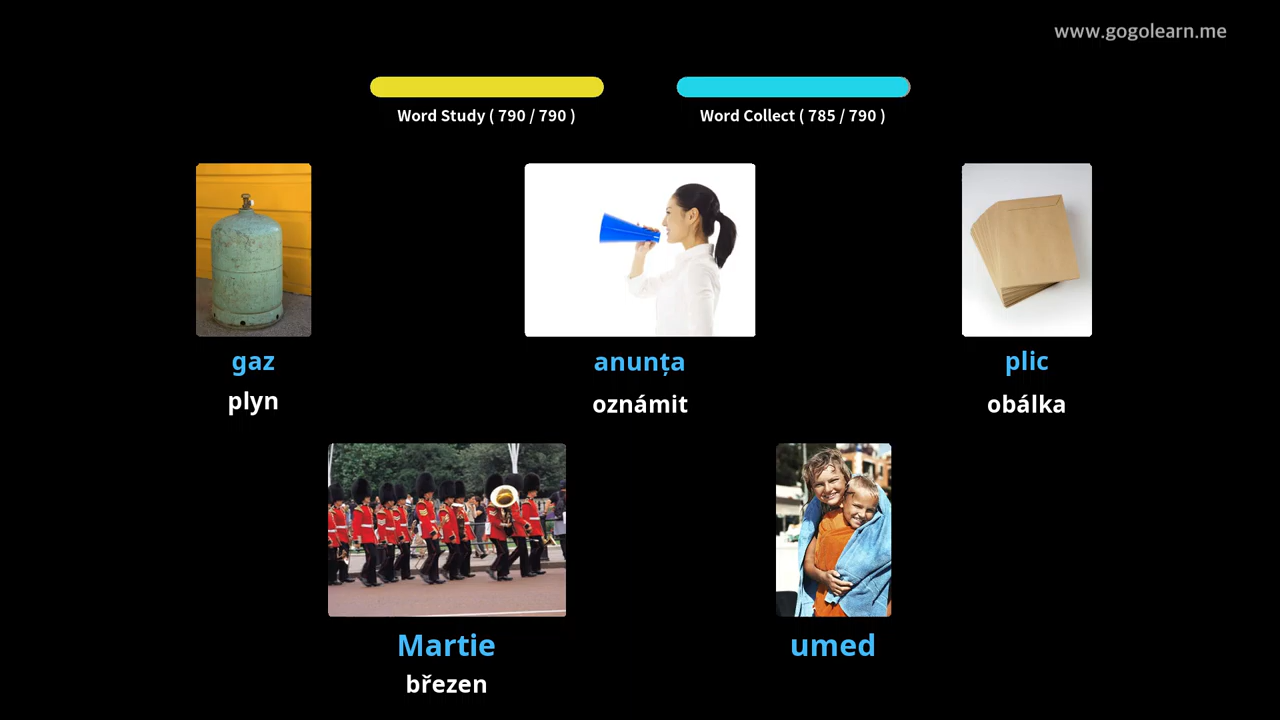 www.gogolearn.me
Word Study ( 790 / 790 )
Word Collect ( 785 / 790 )
gaz
plyn
anunța
oznámit
plic
obálka
Martie
březen
umed